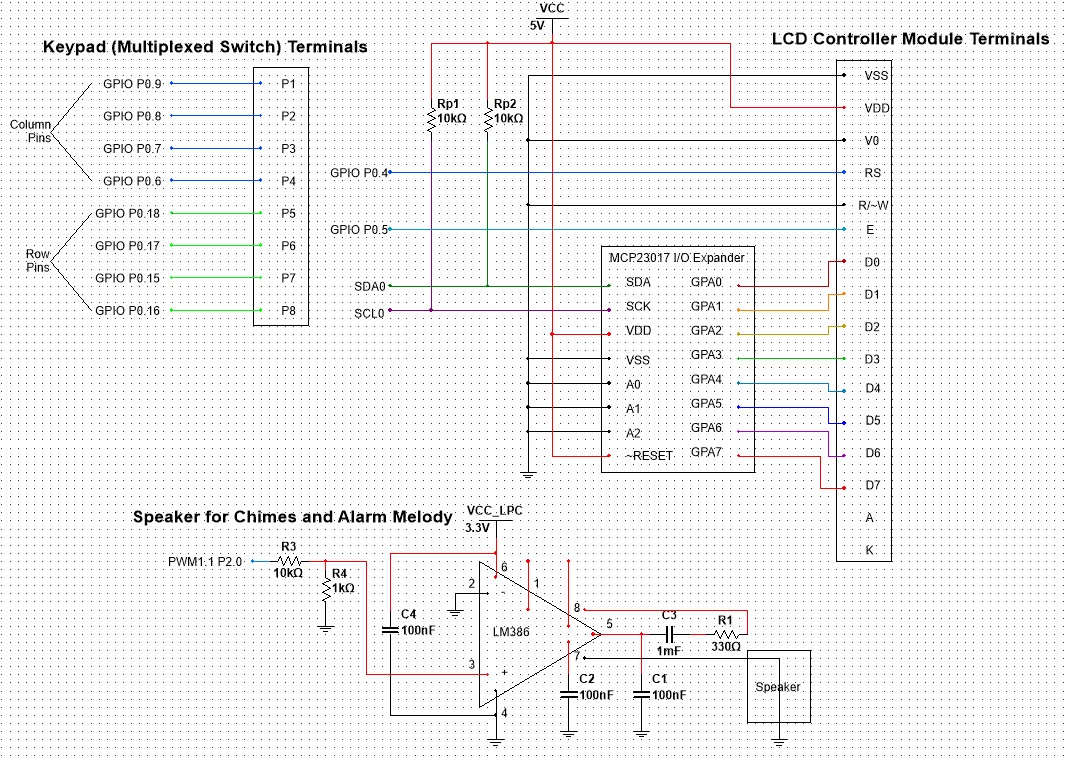 VCC
5V
Keypad (Multiplexed Switch) Terminals
LCD Controller Module Terminals
Column
Pins
GPIO P0.9 P1
GPIO P0.8 P2
GPIO P0.7 P3
GPIO P0.6 P4
Row
Pins
GPIO P0.18 P5
GPIO P0.17 P6
GPIO P0.15 P7
GPIO P0.16 P8
Rp1
10kΩ
Rp2
10kΩ
GPIO P0.4
GPIO P0.5
SDA0
SCL0
MCP23017 I/O Expander
SDA GPA0
SCK GPA1
VDD GPA2
VSS GPA3
A0 GPA4
A1 GPA5
A2 GPA6
~RESET GPA7
VSS
VDD
V0
RS
R/~W
E
D0
D1
D2
D3
D4
D5
D6
D7
A
K
Speaker for Chimes and Alarm Melody
VCC_LPC
3.3V
PWM1.1 P2.0
R3
10kΩ
R4
1kΩ
C4
100nF
6
2
-
1
8
LM386
5
3
+
7
4
C3
1mF
R1
330Ω
C2
100nF
C1
100nF
Speaker